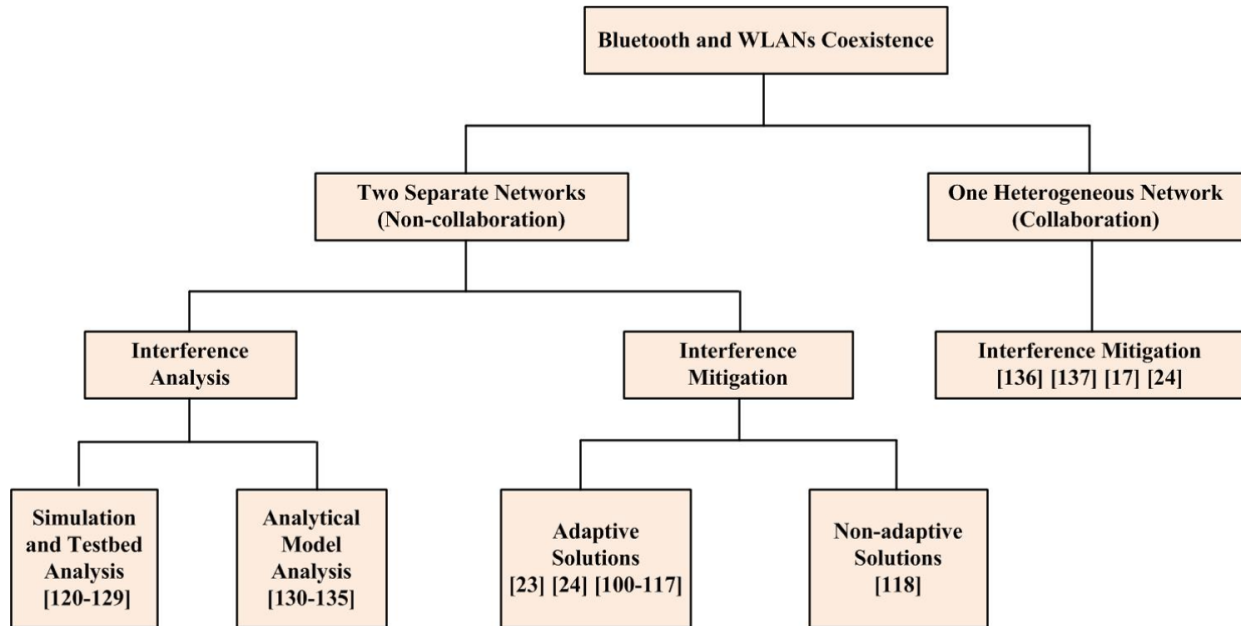 Bluetooth and WLANs Coexistence
Two Separate Networks
(Non-collaboration)
One Heterogeneous Network
(Collaboration)
Interference
Analysis
Interference
Mitigation
Interference Mitigation
[136] [137] [17] [24]
Simulation
and Testbed
Analysis
[120-129]
Analytical
Model
Analysis
[130-135]
Adaptive
Solutions
[23] [24] [100-117]
Non-adaptive
Solutions
[118]